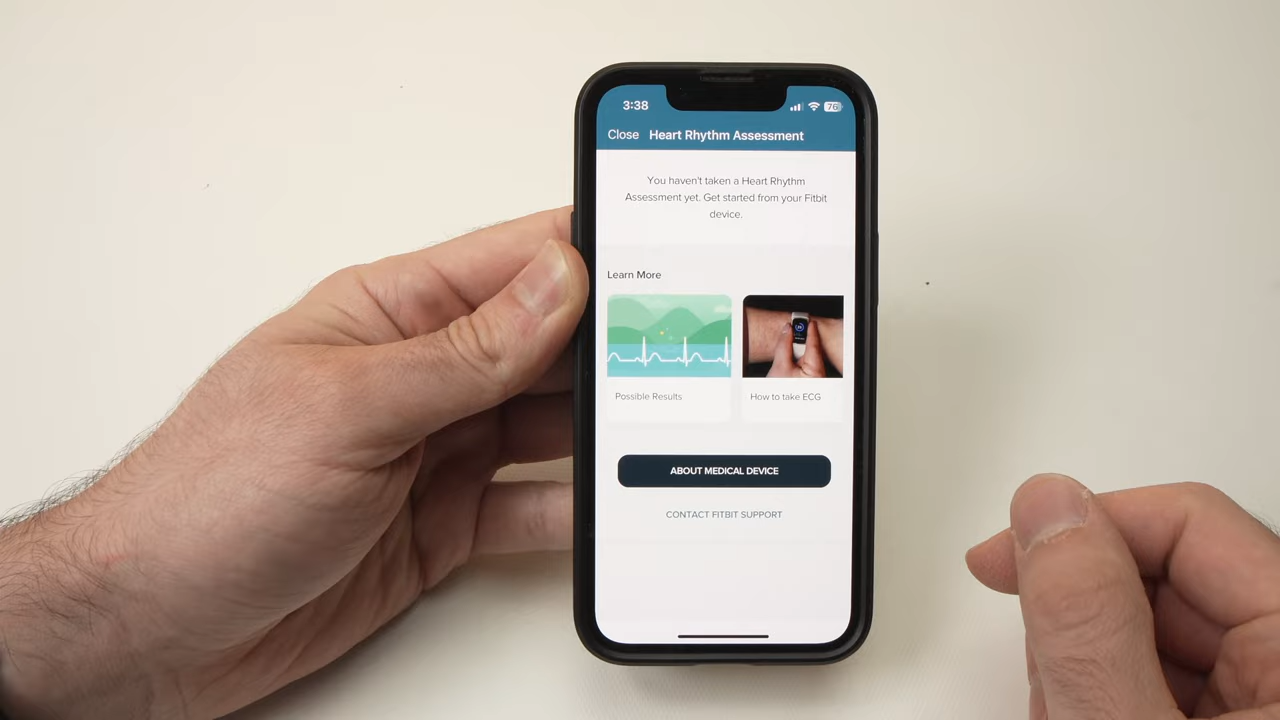 3:38
76
Close Heart Rhythm Assessment
You haven't taken a Heart Rhythm
Assessment yet. Get started from your Fitbit
device.
Learn More
Possible Results
How to take ECG
ABOUT MEDICAL DEVICE
CONTACT FITBIT SUPPORT